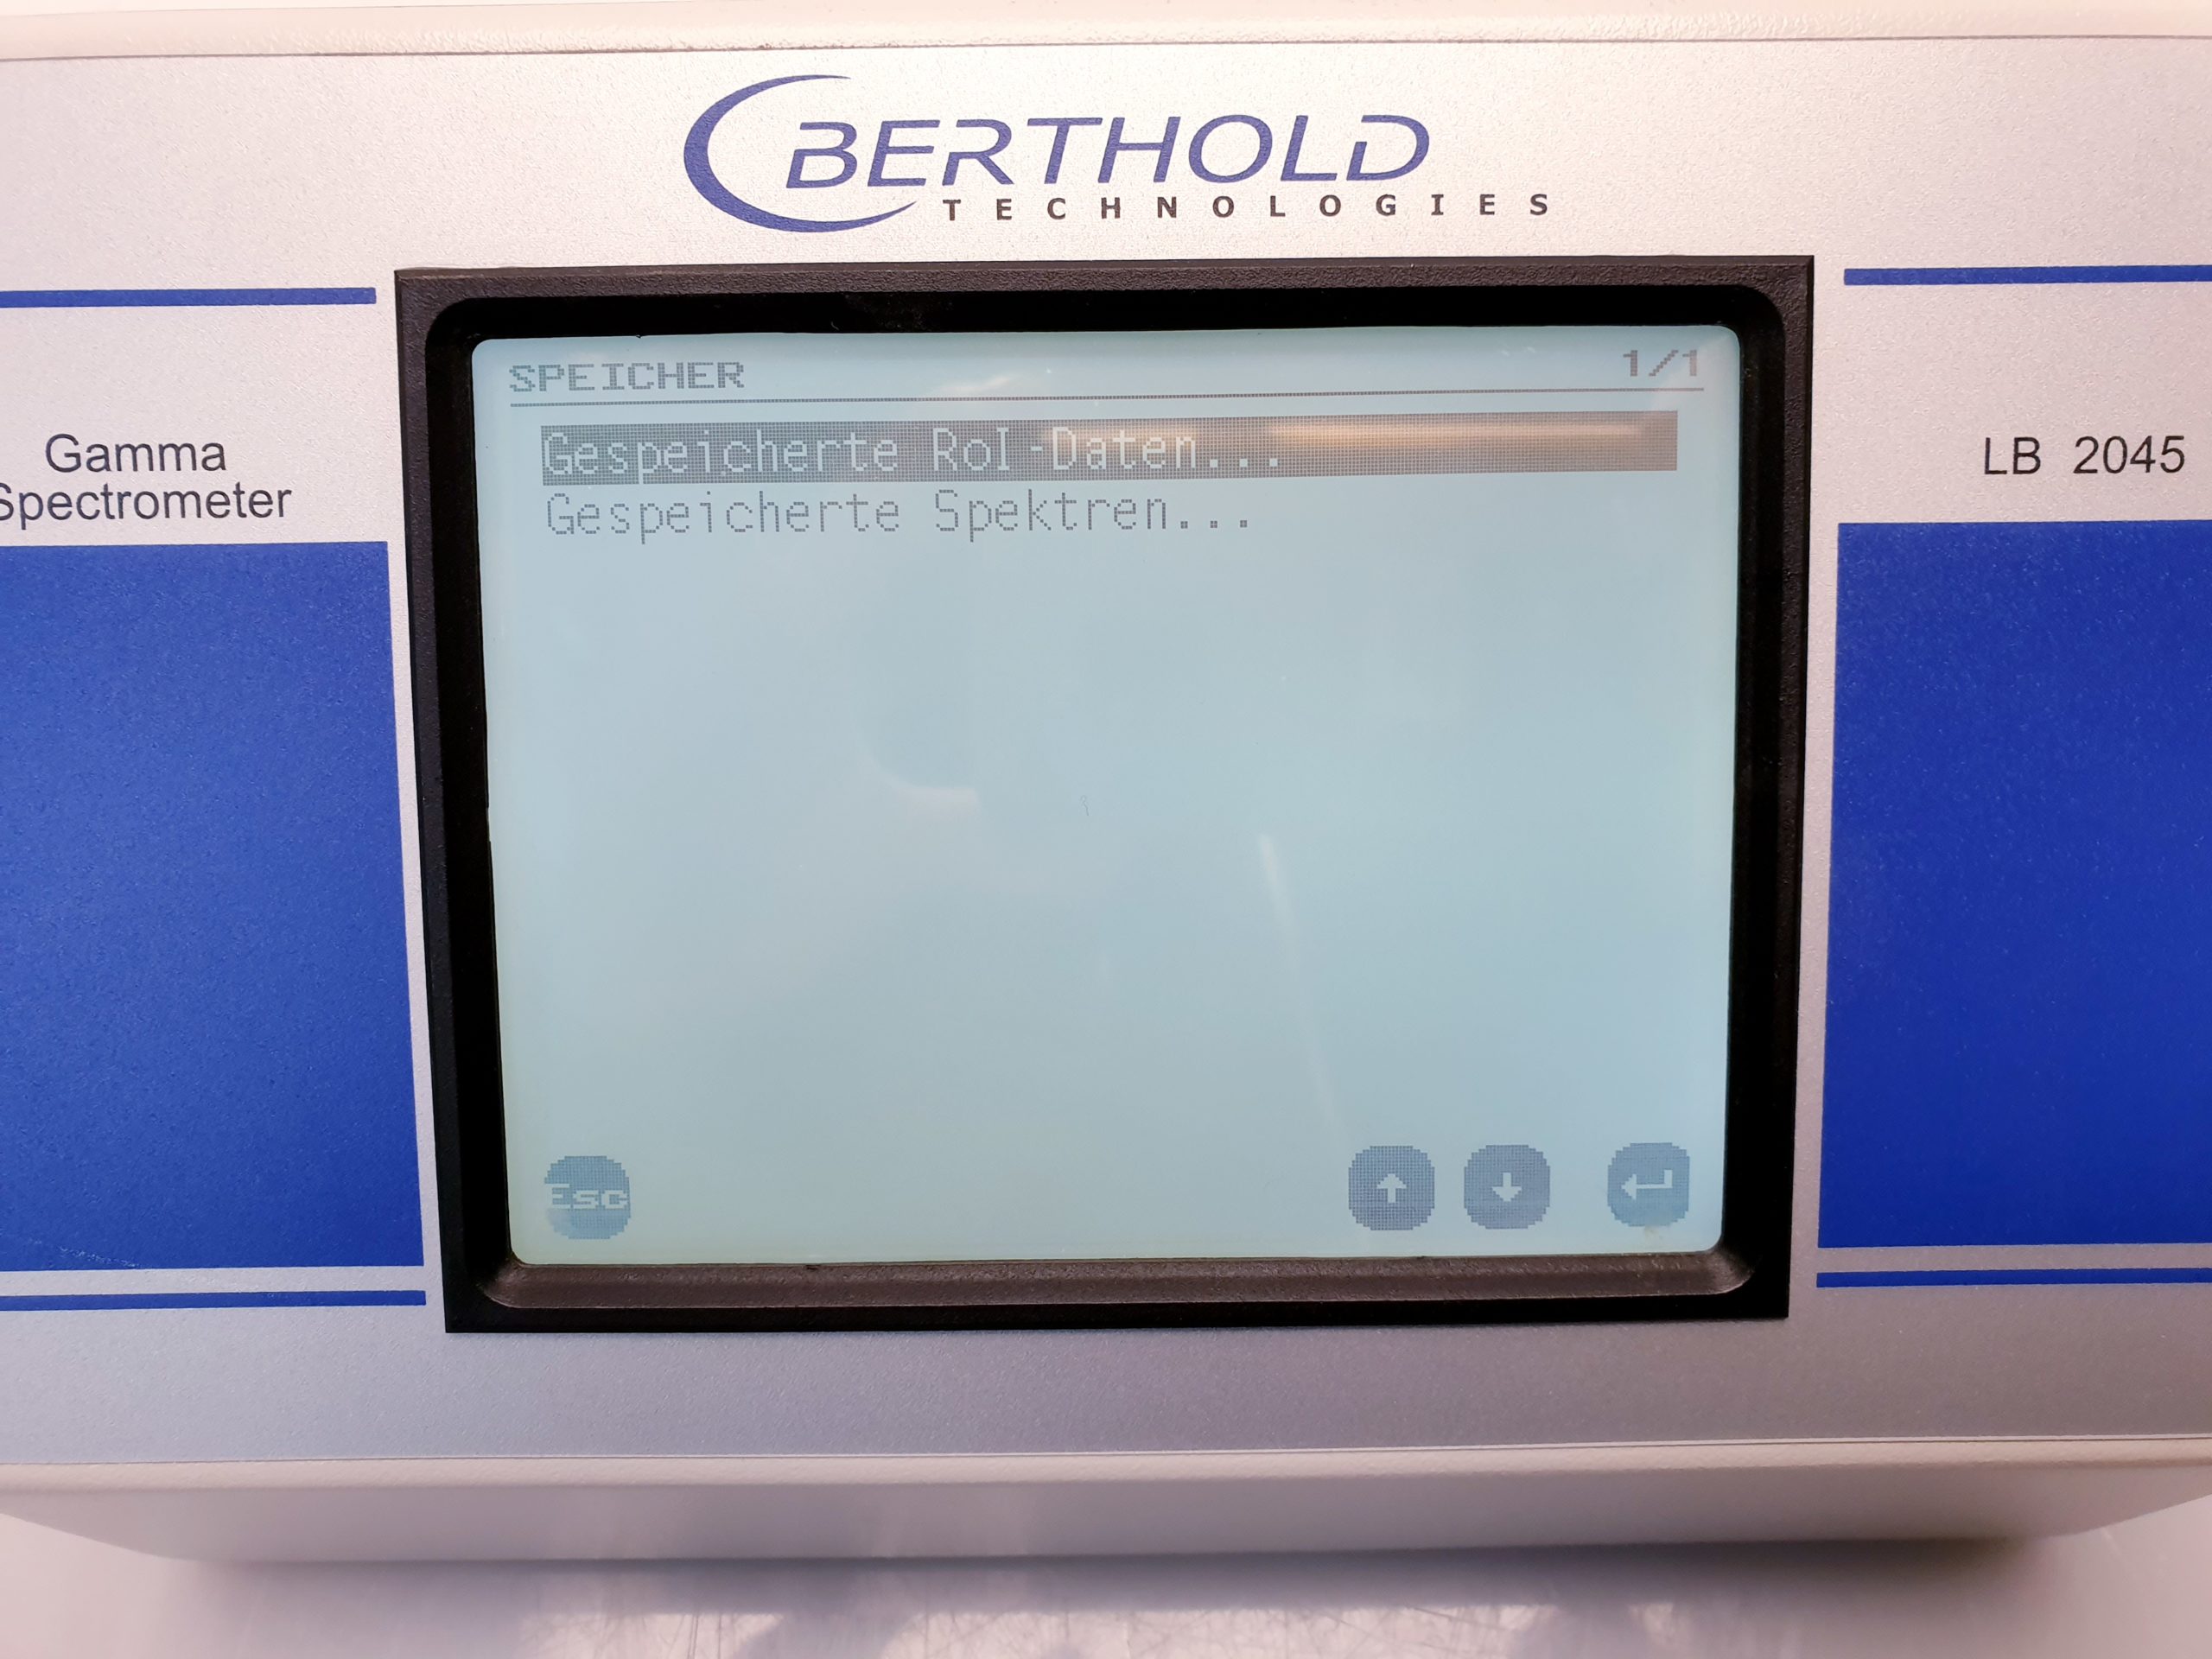 BERTHOLD
TECHNOLOGIES
Gamma
Spectrometer
LB 2045
SPEICHER 1/1
Gespeicherte RoI-Daten...
Gespeicherte Spektren...
Esc